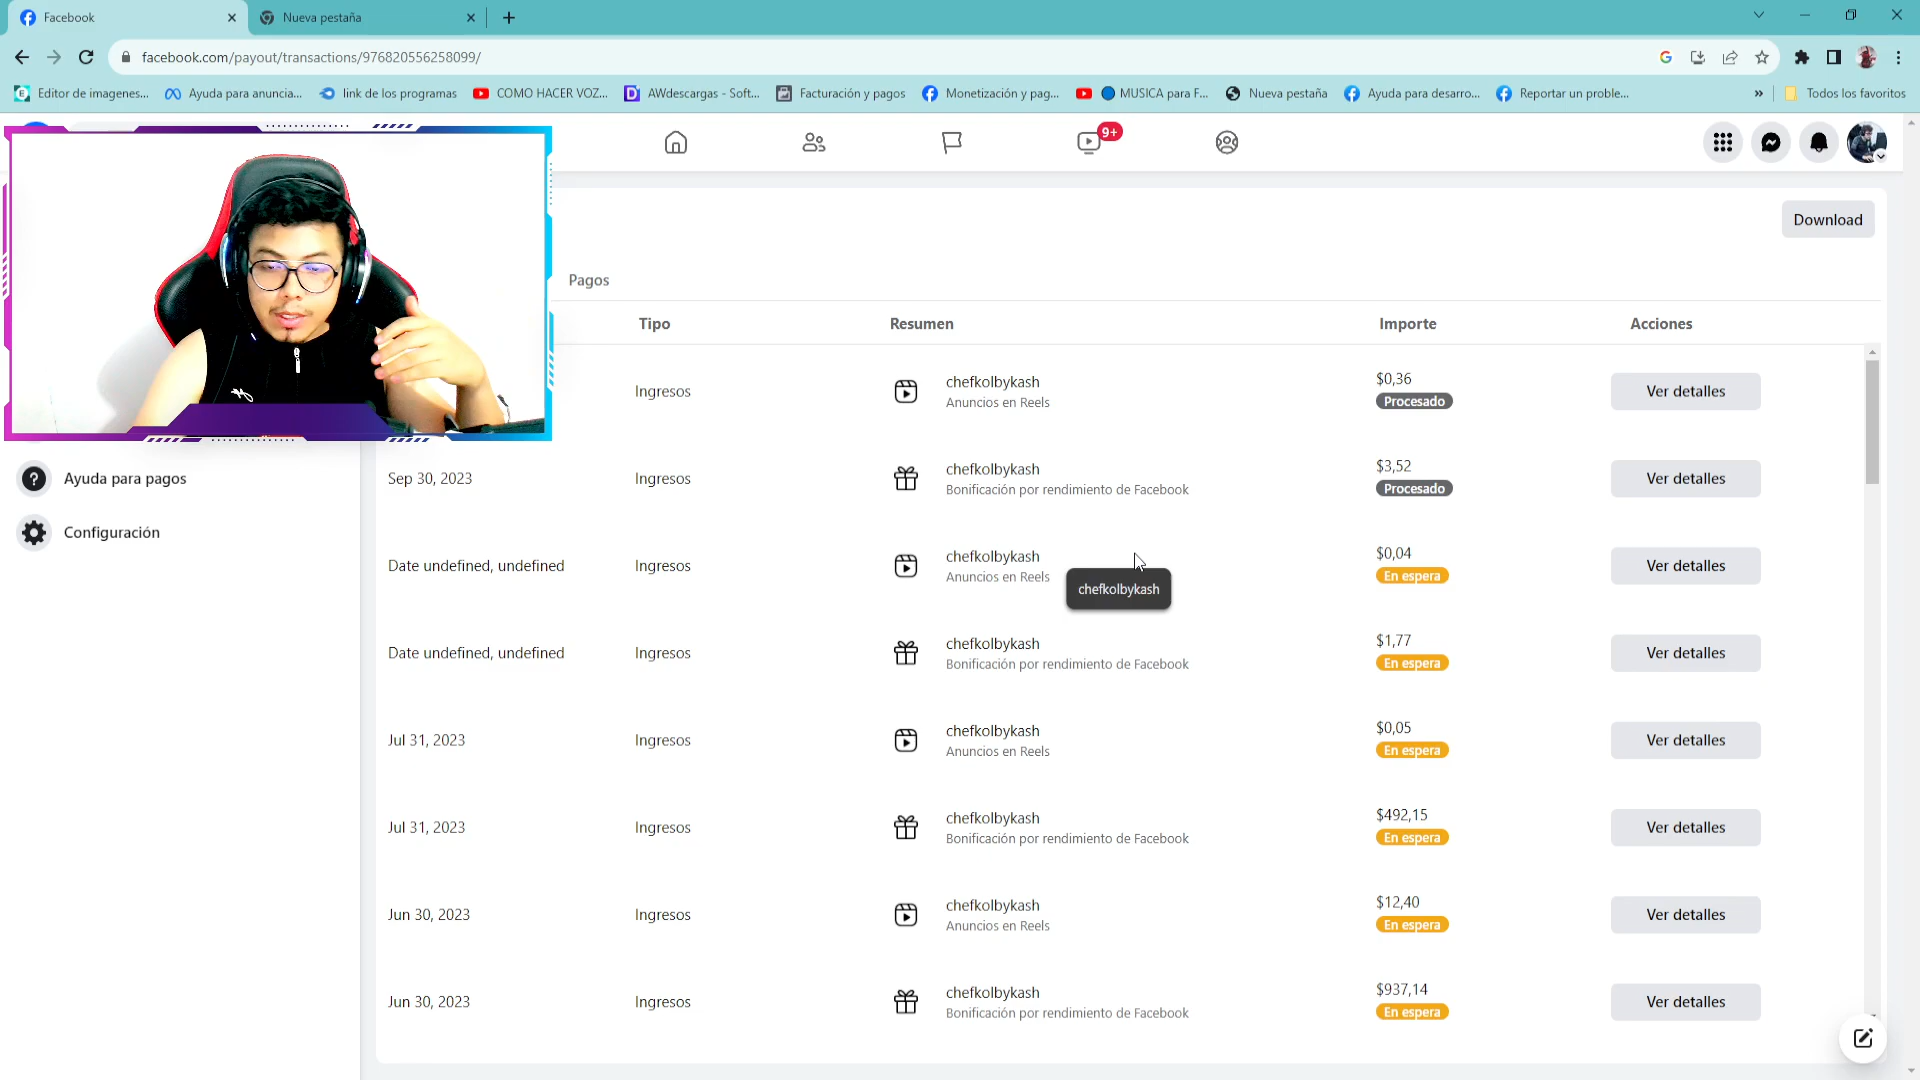 Facebook
Nueva pestaña
facebook.com/payout/transactions/976820556258099/
Editor de imagenes...
Ayuda para anuncia...
link de los programas
COMO HACER VOZ...
AWdescargas - Soft...
Facturación y pagos
Monetización y pag...
MUSICA para F...
Nueva pestaña
Ayuda para desarro...
Reportar un proble...
»
Todos los favoritos
9+
Download
Pagos
Tipo
Resumen
Importe
Acciones
Ingresos
chefkolbykash
Anuncios en Reels
$0,36
Procesado
Ver detalles
Ayuda para pagos
Configuración
Sep 30, 2023
Ingresos
chefkolbykash
Bonificación por rendimiento de Facebook
$3,52
Procesado
Ver detalles
Date undefined, undefined
Ingresos
chefkolbykash
Anuncios en Reels
chefkolbykash
$0,04
En espera
Ver detalles
Date undefined, undefined
Ingresos
chefkolbykash
Bonificación por rendimiento de Facebook
$1,77
En espera
Ver detalles
Jul 31, 2023
Ingresos
chefkolbykash
Anuncios en Reels
$0,05
En espera
Ver detalles
Jul 31, 2023
Ingresos
chefkolbykash
Bonificación por rendimiento de Facebook
$492,15
En espera
Ver detalles
Jun 30, 2023
Ingresos
chefkolbykash
Anuncios en Reels
$12,40
En espera
Ver detalles
Jun 30, 2023
Ingresos
chefkolbykash
Bonificación por rendimiento de Facebook
$937,14
En espera
Ver detalles